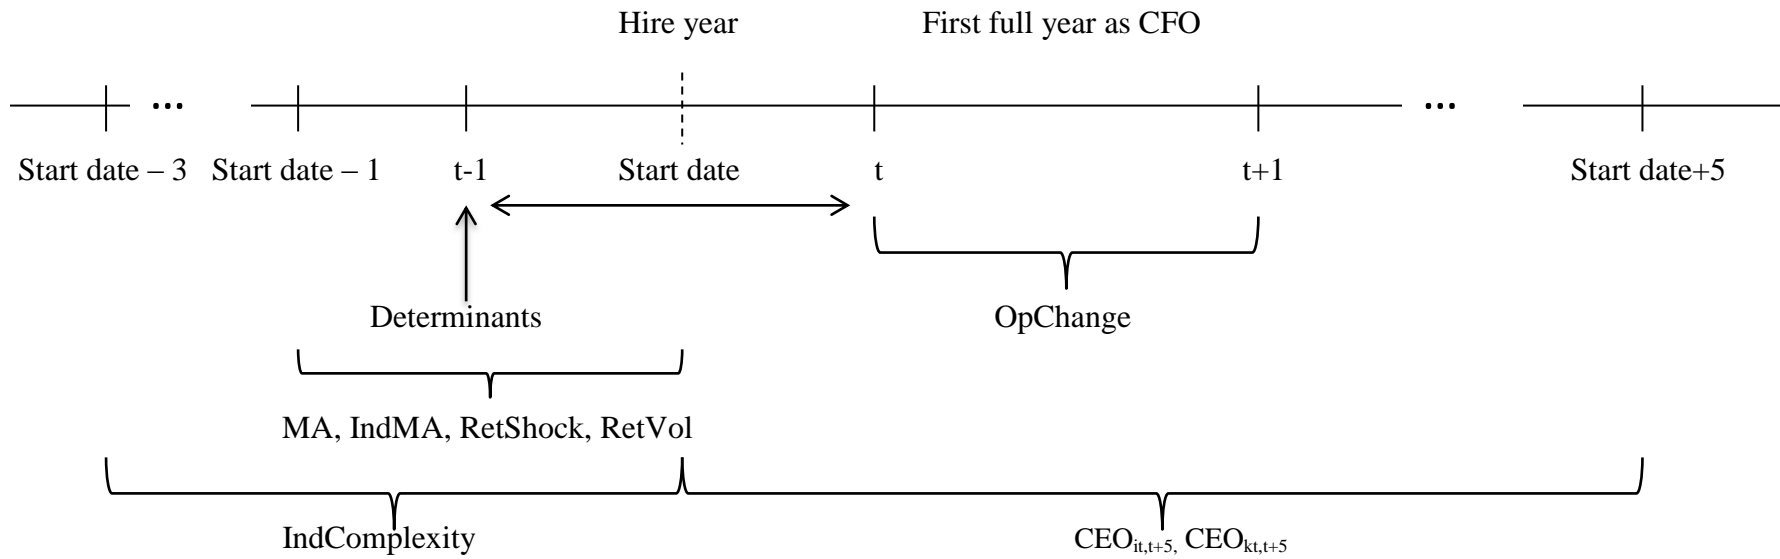 Hire year First full year as CFO
... ...
Start date – 3 Start date – 1 t-1 Start date t t+1 Start date+5
Determinants OpChange
MA, IndMA, RetShock, RetVol
IndComplexity CEOit,t+5, CEOkt,t+5